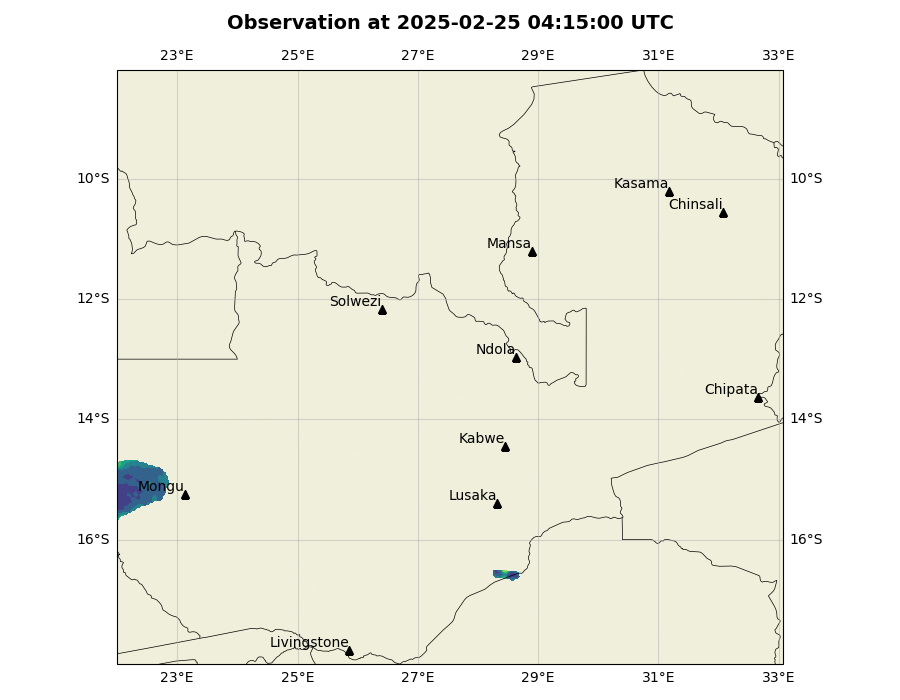 Observation at 2025-02-25 04:15:00 UTC
23°E 25°E 27°E 29°E 31°E 33°E
10°S 10°S
Kasama
Chinsali
Mansa
12°S 12°S
Solwezi
Ndola
Chipata
14°S 14°S
Kabwe
Mongu
Lusaka
16°S 16°S
Livingstone
23°E 25°E 27°E 29°E 31°E 33°E